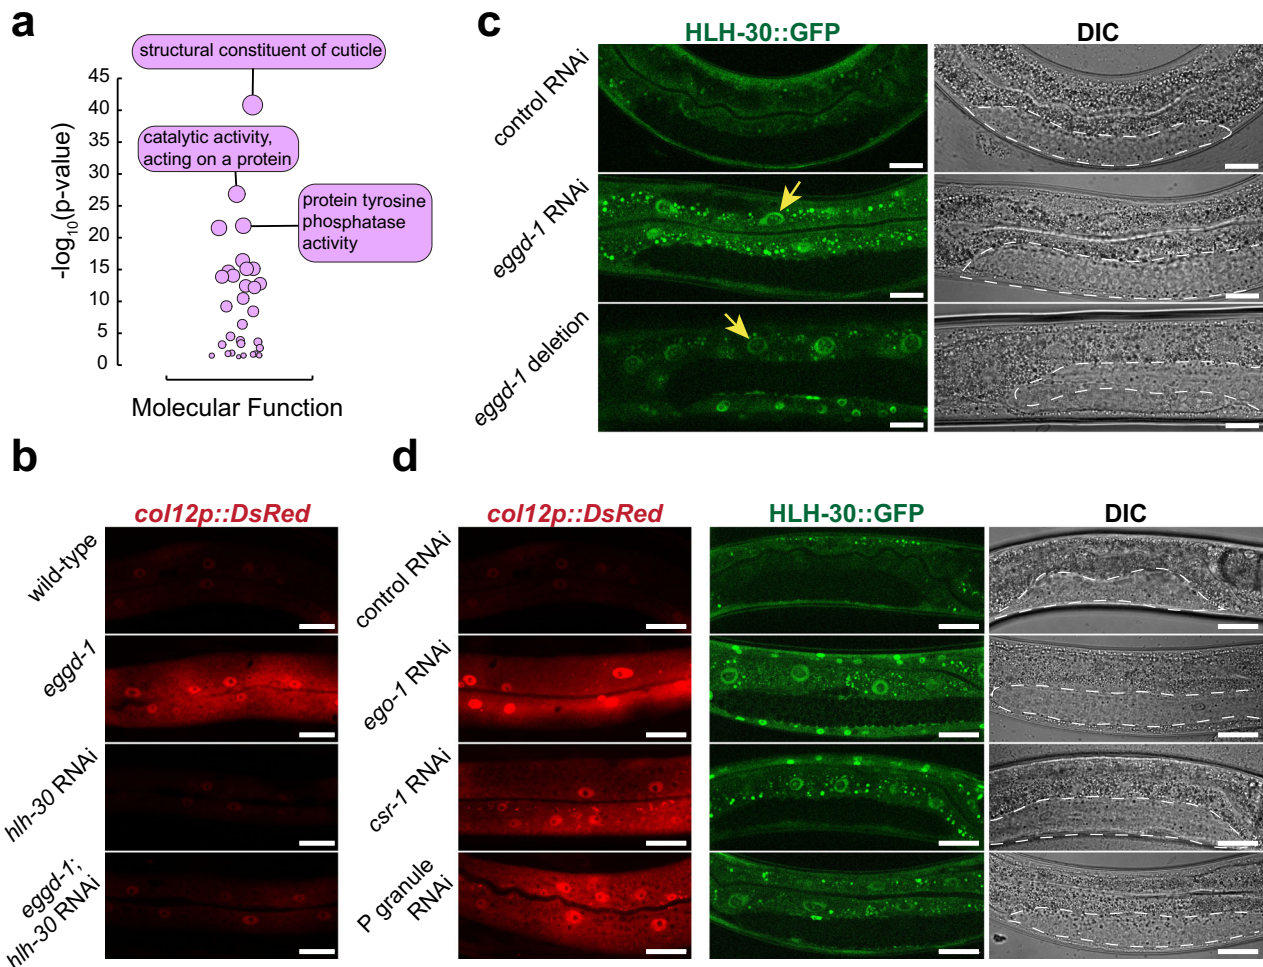 a
structural constituent of cuticle
catalytic activity,
acting on a protein
protein tyrosine
phosphatase
activity
-log10(p-value)
45
40
35
30
25
20
15
10
5
0
Molecular Function
c
HLH-30::GFP
DIC
control RNAi
eggd-1 RNAi
eggd-1 deletion
b
col12p::DsRed
wild-type
eggd-1
hlh-30 RNAi
eggd-1;
hlh-30 RNAi
d
col12p::DsRed
HLH-30::GFP
DIC
control RNAi
ego-1 RNAi
csr-1 RNAi
P granule
RNAi